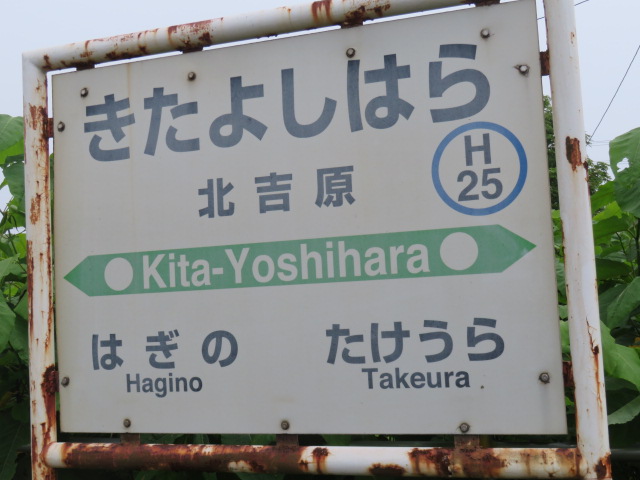 きたよしはら
H
25
北吉原
Kita-Yoshihara
はぎの
Hagino
たけうら
Takeura